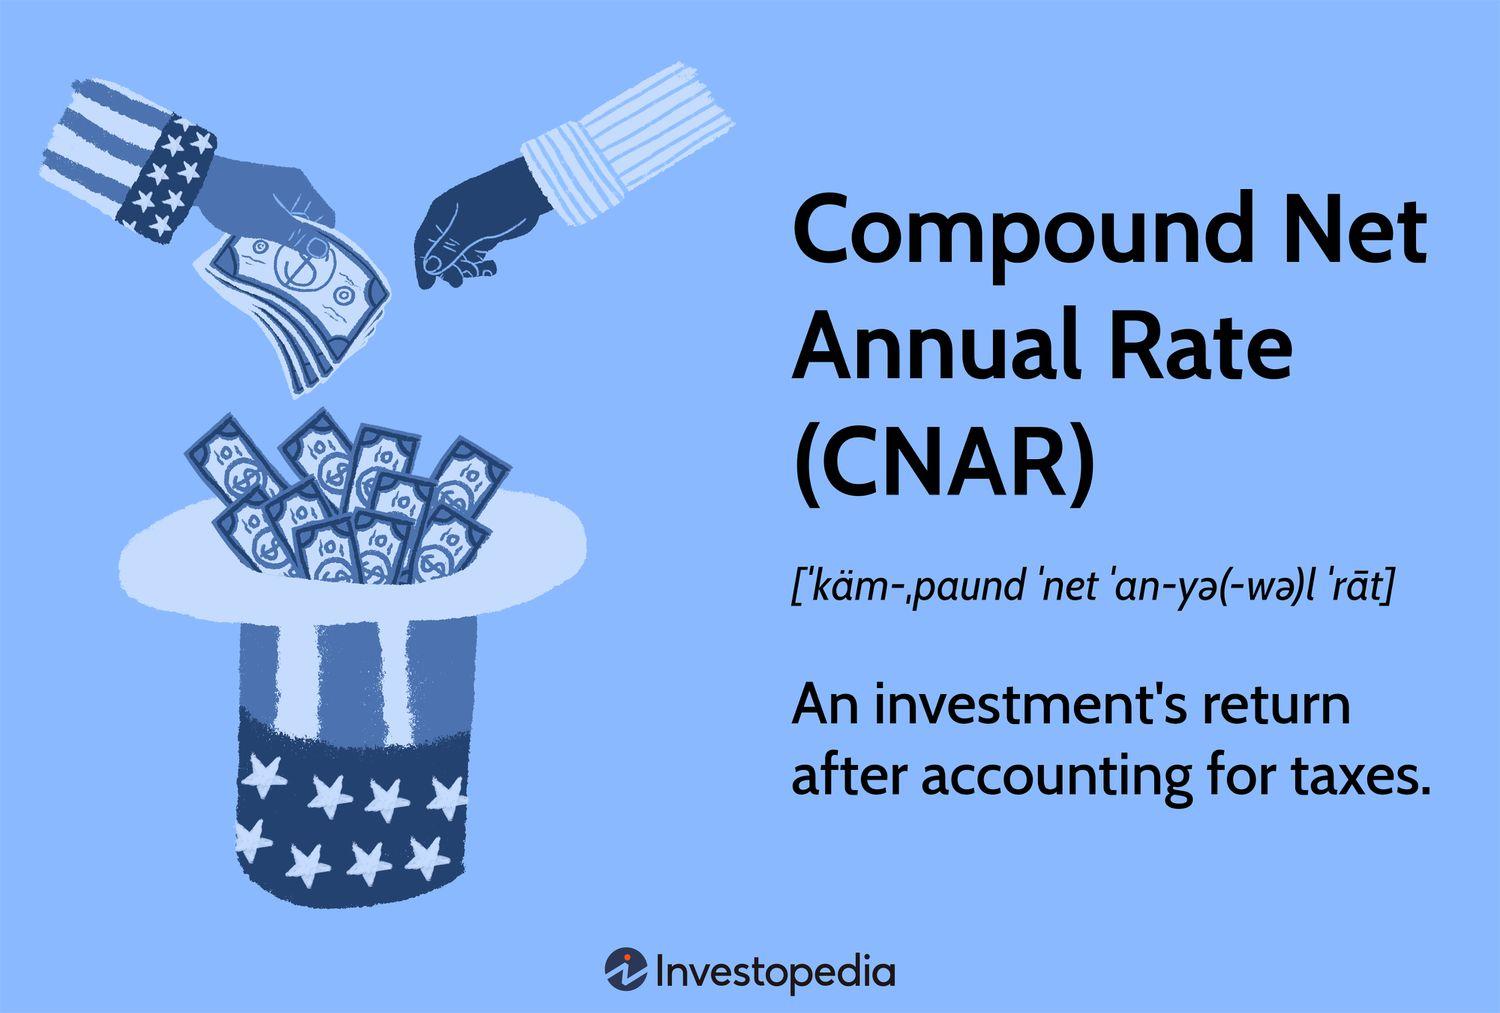 Compound Net
Annual Rate
(CNAR)
[ˈkäm-ˌpaund ˈnet ˈan-yə(-wə)l ˈrāt]
An investment's return
after accounting for taxes.
Investopedia